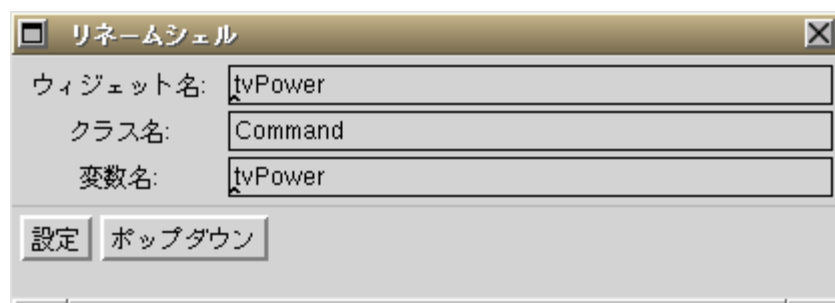 リネームシェル
ウィジェット名: tvPower
クラス名: Command
変数名: tvPower
設定 ポップダウン